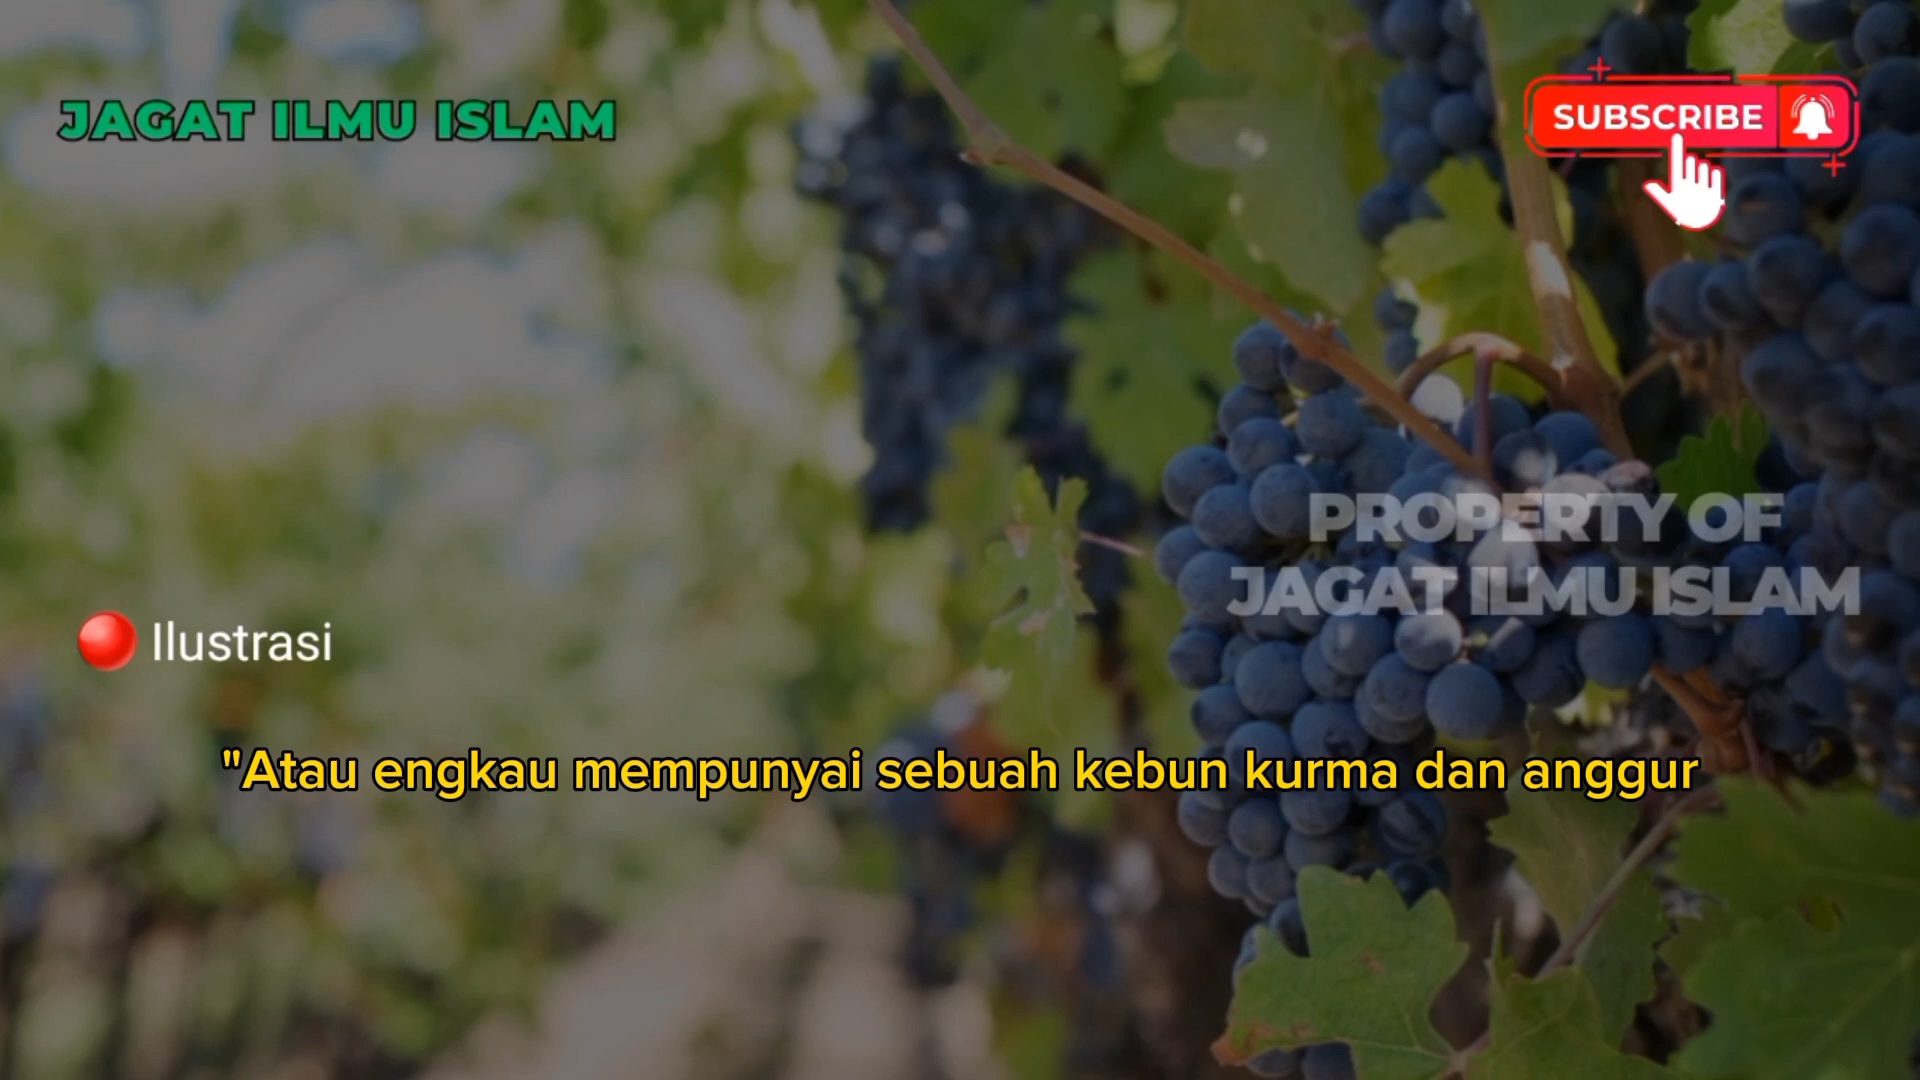 JAGAT ILMU ISLAM
SUBSCRIBE
PROPERTY OF
JAGAT ILMU ISLAM
Ilustrasi
"Atau engkau mempunyai sebuah kebun kurma dan anggur